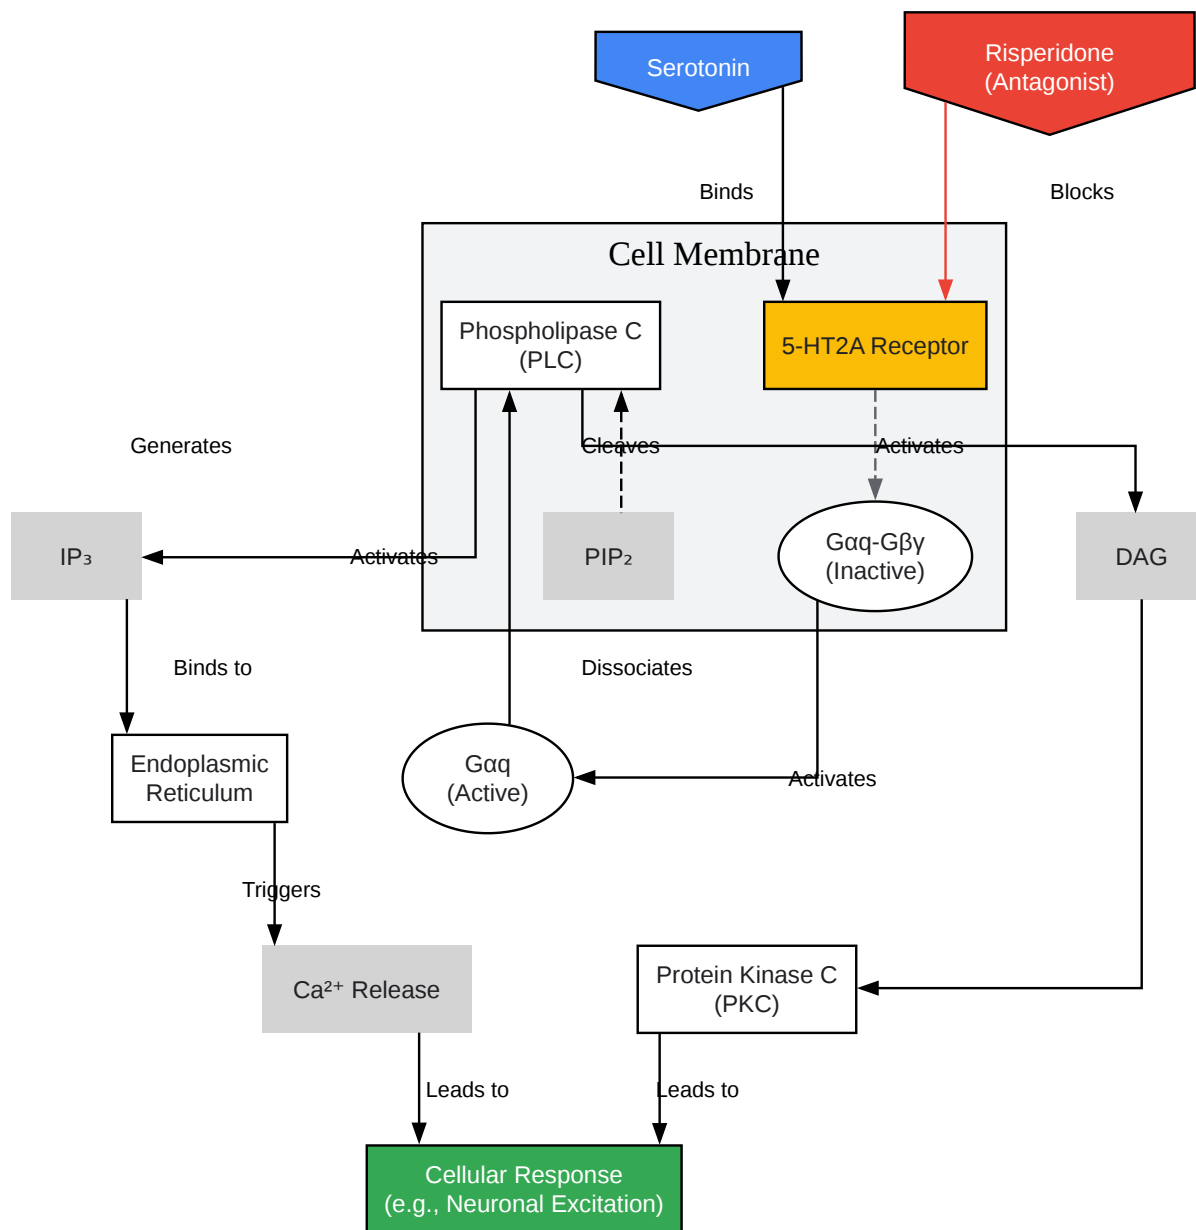 Serotonin
Risperidone
(Antagonist)
Binds
Blocks
Cell Membrane
Phospholipase C
(PLC)
5-HT2A Receptor
Generates
Cleaves
Activates
IP₃
Activates
PIP₂
Gαq-Gβγ
(Inactive)
DAG
Binds to
Dissociates
Endoplasmic
Reticulum
Gαq
(Active)
Activates
Triggers
Ca²⁺ Release
Protein Kinase C
(PKC)
Leads to
Leads to
Cellular Response
(e.g., Neuronal Excitation)